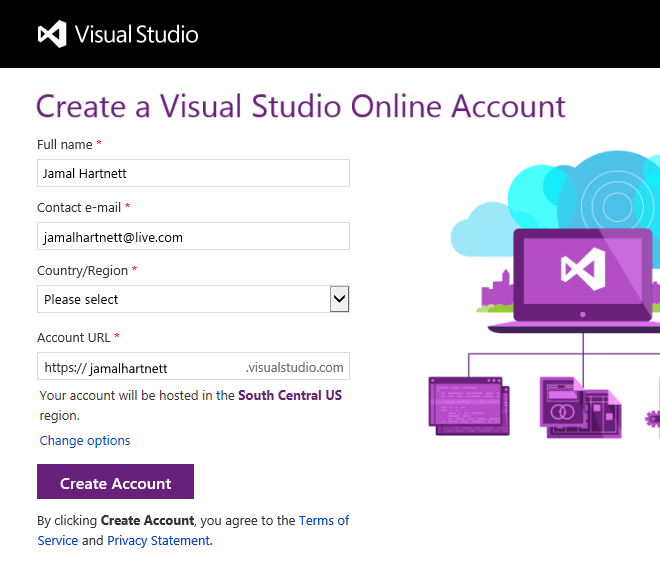 Visual Studio
Create a Visual Studio Online Account
Full name *
Jamal Hartnett
Contact e-mail *
jamalhartnett@live.com
Country/Region *
Please select
Account URL *
https:// jamalhartnett .visualstudio.com
Your account will be hosted in the South Central US
region.
Change options
Create Account
By clicking Create Account, you agree to the Terms of
Service and Privacy Statement.